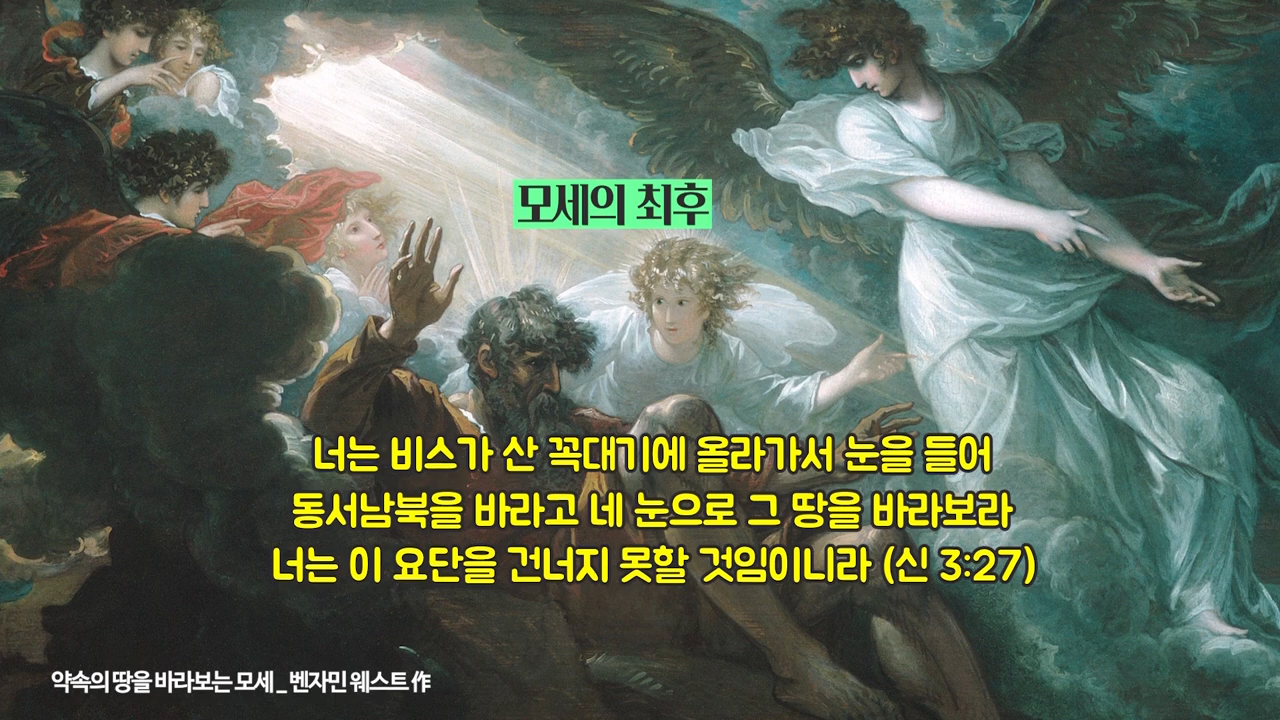 모세의 최후
너는 비스가 산 꼭대기에 올라가서 눈을 들어
동서남북을 바라고 네 눈으로 그 땅을 바라보라
너는 이 요단을 건너지 못할 것임이니라 (신 3:27)
약속의 땅을 바라보는 모세 _ 벤자민 웨스트 作